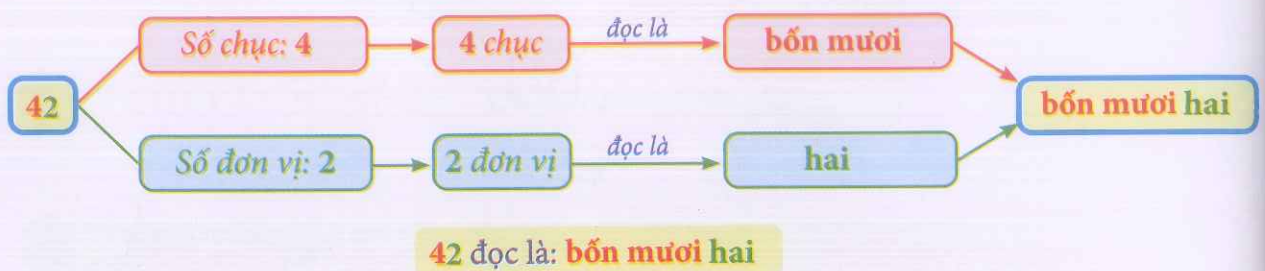 42
Số chục: 4
4 chục
đọc là
bốn mươi
Số đơn vị: 2
2 đơn vị
đọc là
hai
bốn mươi hai
42 đọc là: bốn mươi hai